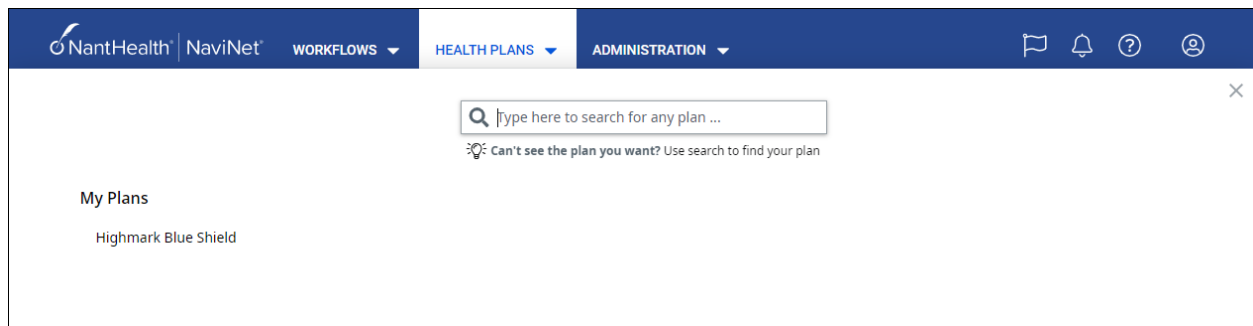 NantHealth® NaviNet® WORKFLOWS HEALTH PLANS ADMINISTRATION
Type here to search for any plan ...
Can't see the plan you want? Use search to find your plan
My Plans
Highmark Blue Shield